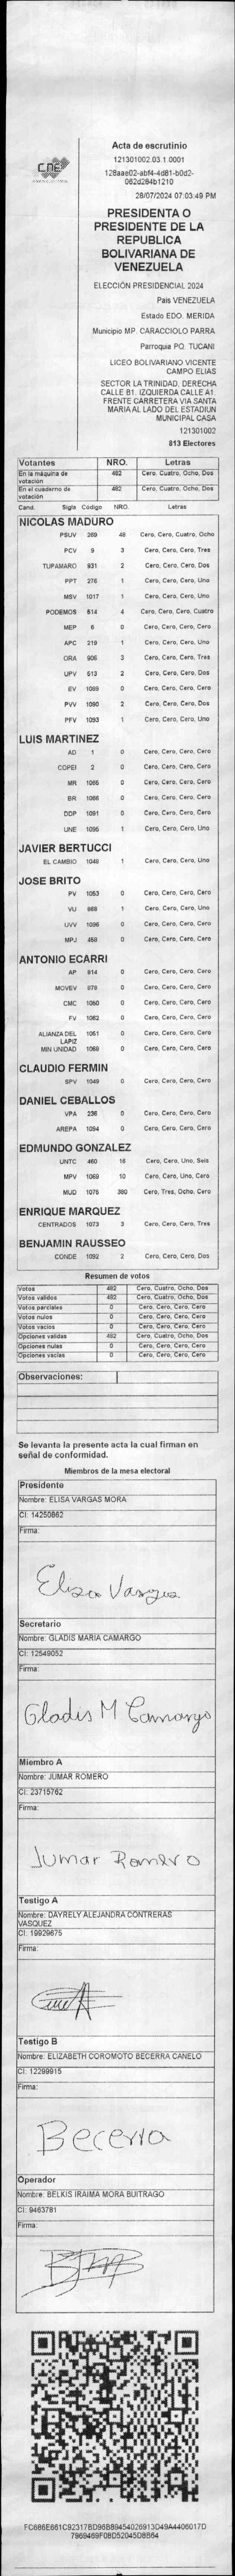 CNE
Acta de escrutinio
121301002.03.1.0001
128aae02-abf4-4d81-b0d2-
062d284b1210
28/07/2024 07:03:49 PM
PRESIDENTA O
PRESIDENTE DE LA
REPUBLICA
BOLIVARIANA DE
VENEZUELA
ELECCIÓN PRESIDENCIAL 2024
Pais VENEZUELA
Estado EDO. MERIDA
Municipio MP. CARACCIOLO PARRA
Parroquia PQ. TUCANI
LICEO BOLIVARIANO VICENTE
CAMPO ELIAS
SECTOR LA TRINIDAD. DERECHA
CALLE B1. IZQUIERDA CALLE A1.
FRENTE CARRETERA VIA SANTA
MARIA AL LADO DEL ESTADIUN
MUNICIPAL CASA
121301002
813 Electores
Votantes NRO. Letras
En la máquina de votación 482 Cero, Cuatro, Ocho, Dos
En el cuaderno de votación 482 Cero, Cuatro, Ocho, Dos
Cand. Sigla Código NRO. Letras
NICOLAS MADURO
PSUV 269 48 Cero, Cero, Cuatro, Ocho
PCV 9 3 Cero, Cero, Cero, Tres
TUPAMARO 931 2 Cero, Cero, Cero, Dos
PPT 276 1 Cero, Cero, Cero, Uno
MSV 1017 1 Cero, Cero, Cero, Uno
PODEMOS 514 4 Cero, Cero, Cero, Cuatro
MEP 6 0 Cero, Cero, Cero, Cero
APC 219 1 Cero, Cero, Cero, Uno
ORA 906 3 Cero, Cero, Cero, Tres
UPV 513 2 Cero, Cero, Cero, Dos
EV 1089 0 Cero, Cero, Cero, Cero
PVV 1090 2 Cero, Cero, Cero, Dos
PFV 1093 1 Cero, Cero, Cero, Uno
LUIS MARTINEZ
AD 1 0 Cero, Cero, Cero, Cero
COPEI 2 0 Cero, Cero, Cero, Cero
MR 1065 0 Cero, Cero, Cero, Cero
BR 1066 0 Cero, Cero, Cero, Cero
DDP 1091 0 Cero, Cero, Cero, Cero
UNE 1095 1 Cero, Cero, Cero, Uno
JAVIER BERTUCCI
EL CAMBIO 1048 1 Cero, Cero, Cero, Uno
JOSE BRITO
PV 1053 0 Cero, Cero, Cero, Cero
VU 868 1 Cero, Cero, Cero, Uno
UVV 1096 0 Cero, Cero, Cero, Cero
MPJ 458 0 Cero, Cero, Cero, Cero
ANTONIO ECARRI
AP 814 0 Cero, Cero, Cero, Cero
MOVEV 878 0 Cero, Cero, Cero, Cero
CMC 1050 0 Cero, Cero, Cero, Cero
FV 1062 0 Cero, Cero, Cero, Cero
ALIANZA DEL LAPIZ 1051 0 Cero, Cero, Cero, Cero
MIN UNIDAD 1068 0 Cero, Cero, Cero, Cero
CLAUDIO FERMIN
SPV 1049 0 Cero, Cero, Cero, Cero
DANIEL CEBALLOS
VPA 236 0 Cero, Cero, Cero, Cero
AREPA 1094 0 Cero, Cero, Cero, Cero
EDMUNDO GONZALEZ
UNTC 460 16 Cero, Cero, Uno, Seis
MPV 1069 10 Cero, Cero, Uno, Cero
MUD 1075 380 Cero, Tres, Ocho, Cero
ENRIQUE MARQUEZ
CENTRADOS 1073 3 Cero, Cero, Cero, Tres
BENJAMIN RAUSSEO
CONDE 1092 2 Cero, Cero, Cero, Dos
Resumen de votos
Votos 482 Cero, Cuatro, Ocho, Dos
Votos validos 482 Cero, Cuatro, Ocho, Dos
Votos parciales 0 Cero, Cero, Cero, Cero
Votos nulos 0 Cero, Cero, Cero, Cero
Votos vacios 0 Cero, Cero, Cero, Cero
Opciones validas 482 Cero, Cuatro, Ocho, Dos
Opciones nulas 0 Cero, Cero, Cero, Cero
Opciones vacias 0 Cero, Cero, Cero, Cero
Observaciones:
Se levanta la presente acta la cual firman en
señal de conformidad.
Miembros de la mesa electoral
Presidente
Nombre: ELISA VARGAS MORA
CI: 14250862
Firma:
Elisa Vargas
Secretario
Nombre: GLADIS MARIA CAMARGO
CI: 12549052
Firma:
Gladis M Camargo
Miembro A
Nombre: JUMAR ROMERO
CI: 23715762
Firma:
Jumar Romero
Testigo A
Nombre: DAYRELY ALEJANDRA CONTRERAS
VASQUEZ
CI: 19929875
Firma:
Testigo B
Nombre: ELIZABETH COROMOTO BECERRA CANELO
CI: 12299915
Firma:
Becerra
Operador
Nombre: BELKIS IRAIMA MORA BUITRAGO
CI: 9463781
Firma:
FC686E661C92317BD96B89454026913D49A4406017D
7969469F08D52045D8B64